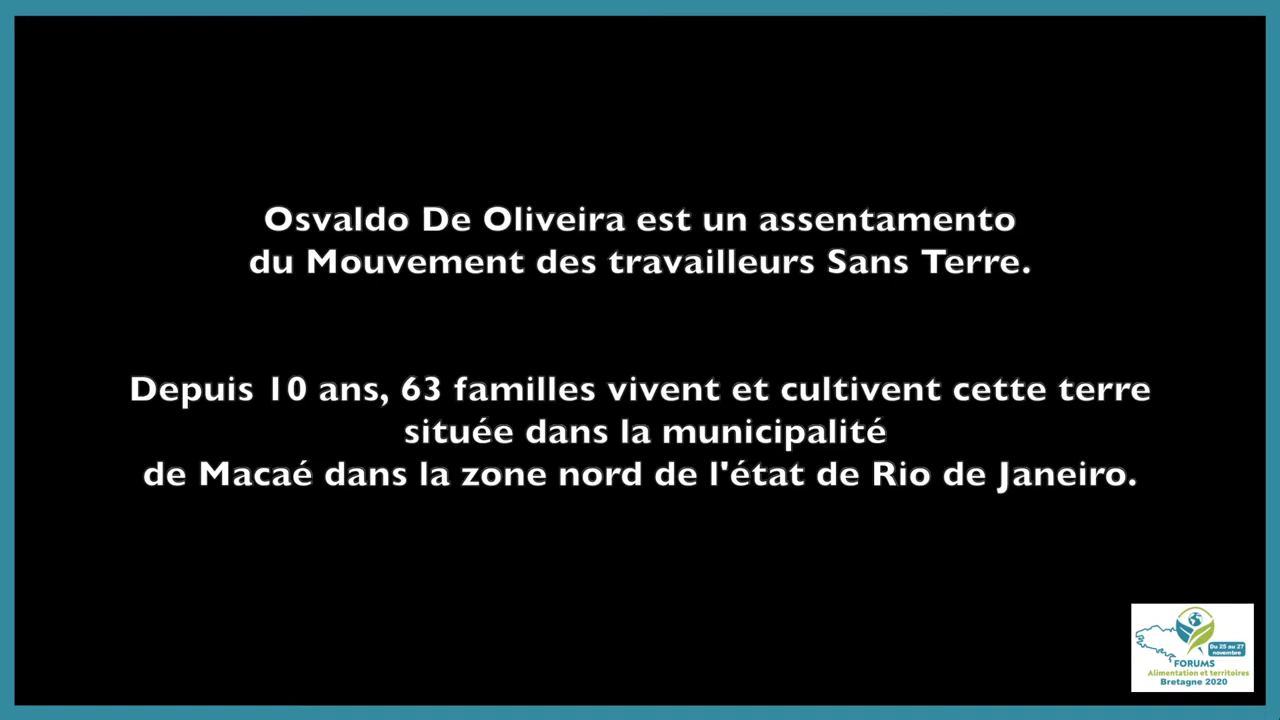 Osvaldo De Oliveira est un assentamento
du Mouvement des travailleurs Sans Terre.
Depuis 10 ans, 63 familles vivent et cultivent cette terre
située dans la municipalité
de Macaé dans la zone nord de l'état de Rio de Janeiro.
Du 25 au 27
novembre
FORUMS
Alimentation et territoires
Bretagne 2020